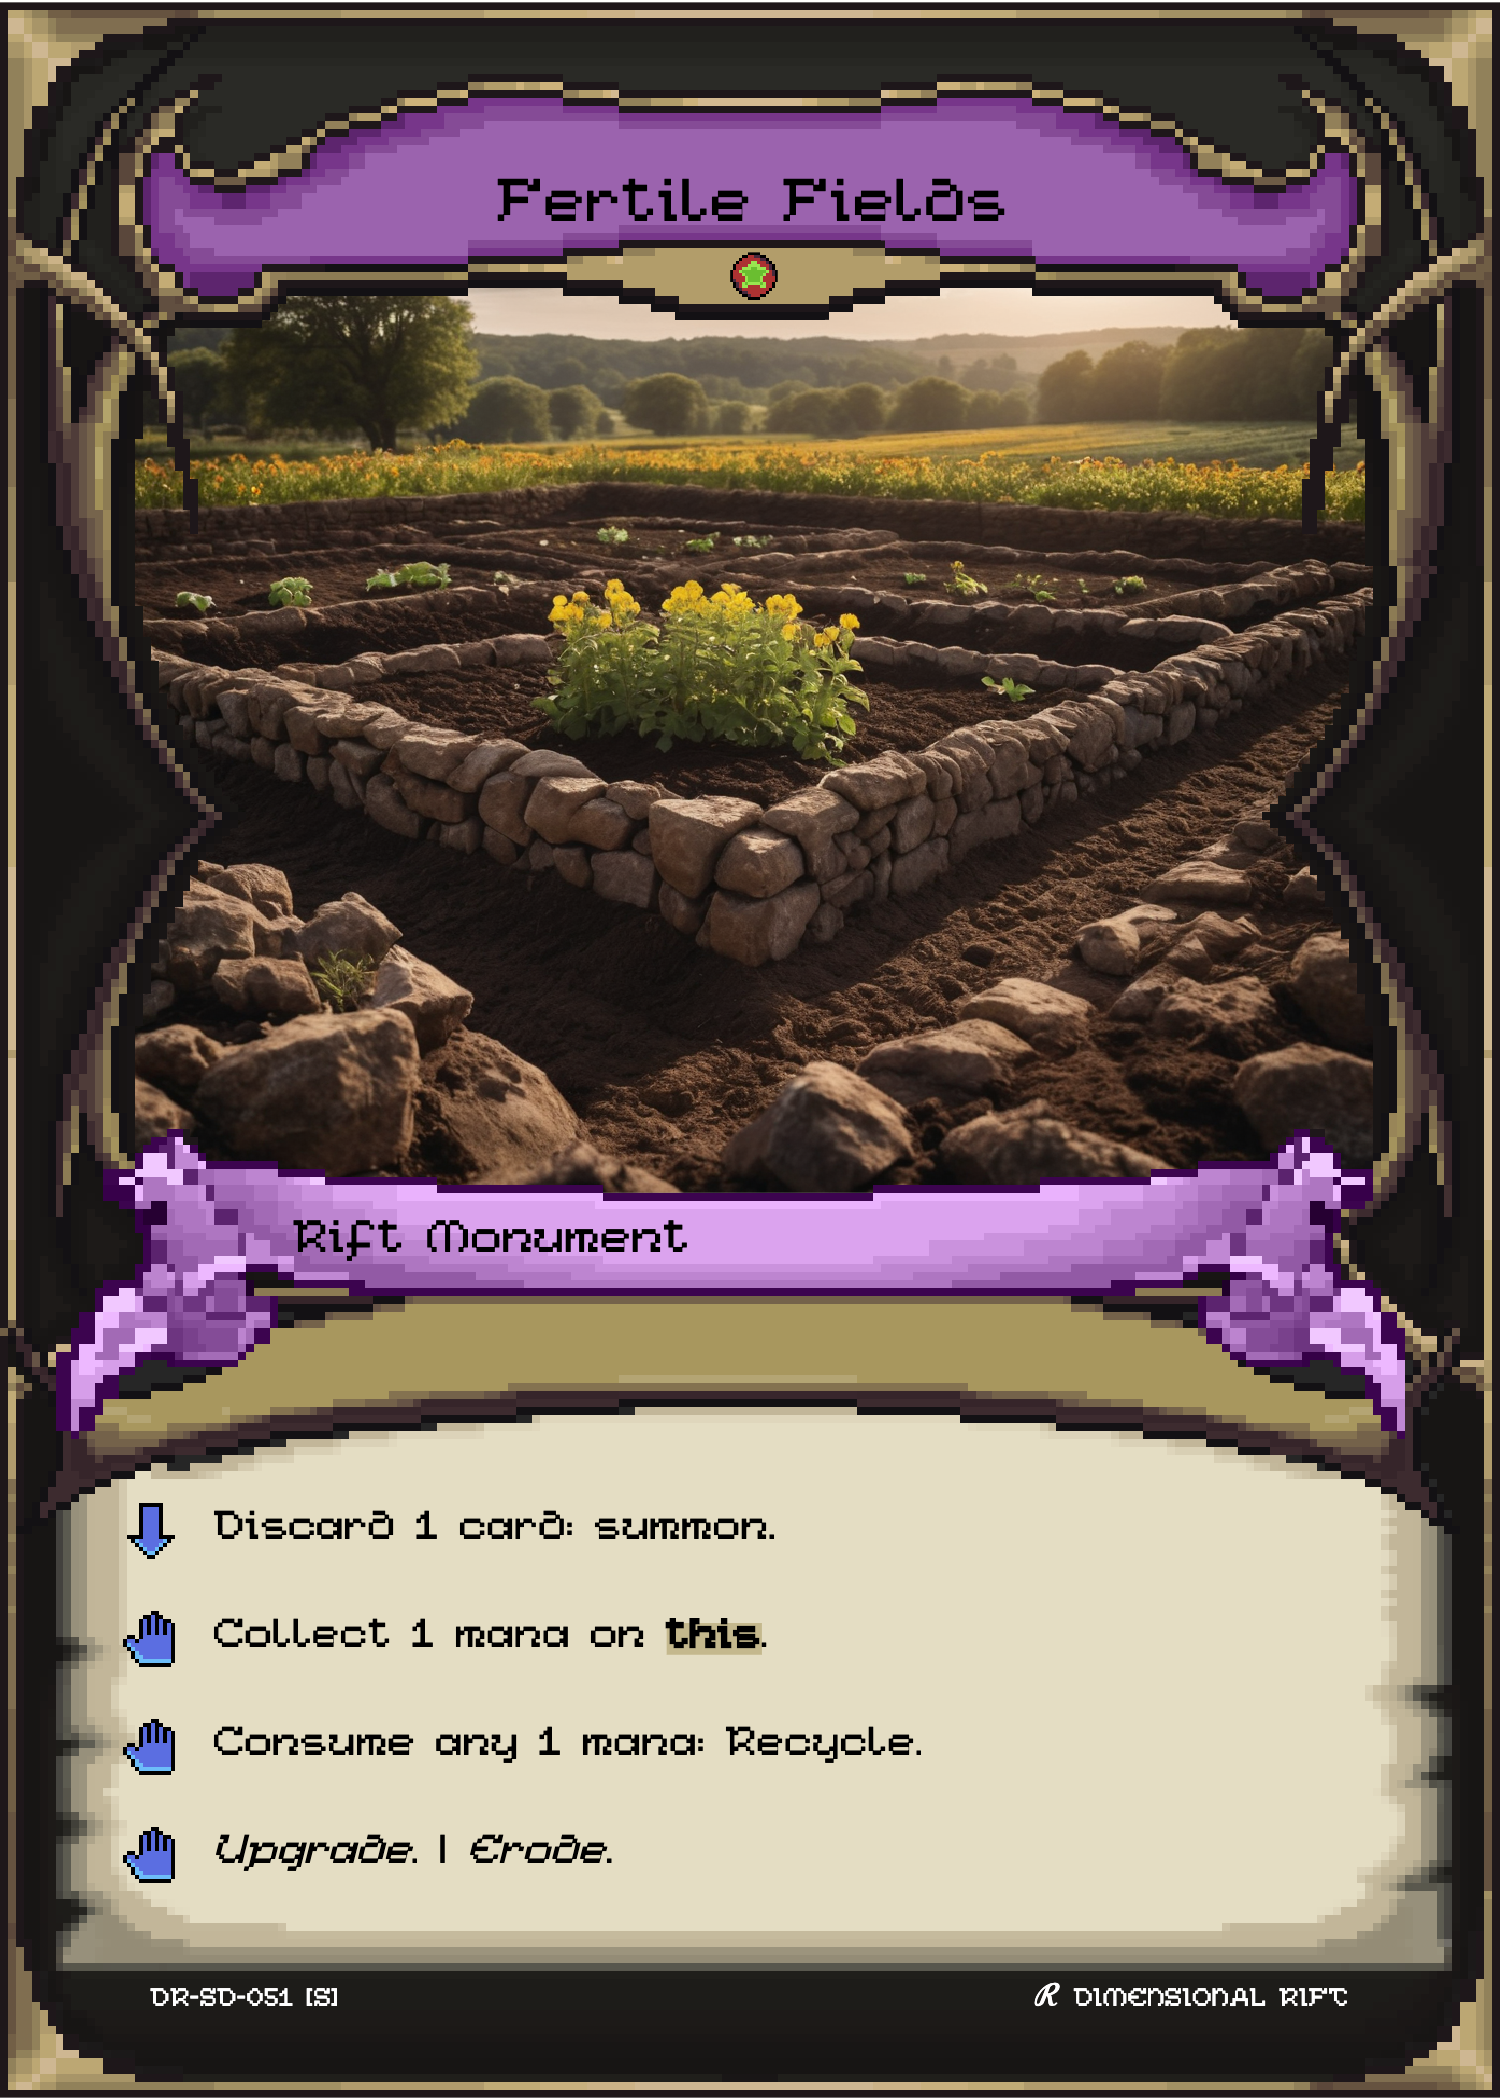 Fertile Fields
Rift Monument
Discard 1 card: summon.
Collect 1 mana on this.
Consume any 1 mana: Recycle.
Upgrade. | Erode.
DR-SD-051 [S]
R DIMENSIONAL RIFT